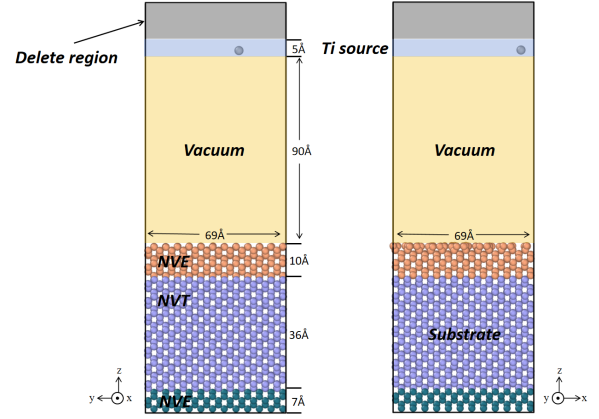 Delete region
5Å
Ti source
Vacuum
90Å
Vacuum
69Å
69Å
NVE
10Å
NVT
36Å
Substrate
NVE
7Å
z
y
x
z
y
x